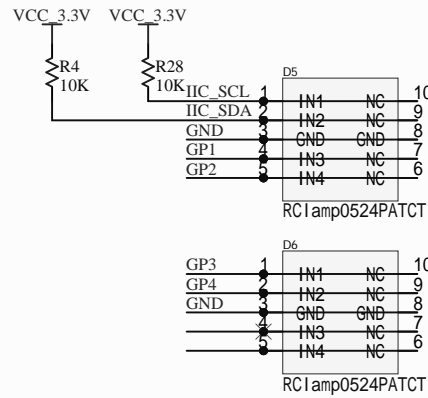 VCC_3.3V VCC_3.3V
R4
10K
R28
10K
D5
IIC_SCL 1 IN1 NC 10
IIC_SDA 2 IN2 NC 9
GND 3 GND GND 8
GP1 4 IN3 NC 7
GP2 5 IN4 NC 6
RClamp0524PATCT
D6
GP3 1 IN1 NC 10
GP4 2 IN2 NC 9
GND 3 GND GND 8
4 IN3 NC 7
5 IN4 NC 6
RClamp0524PATCT